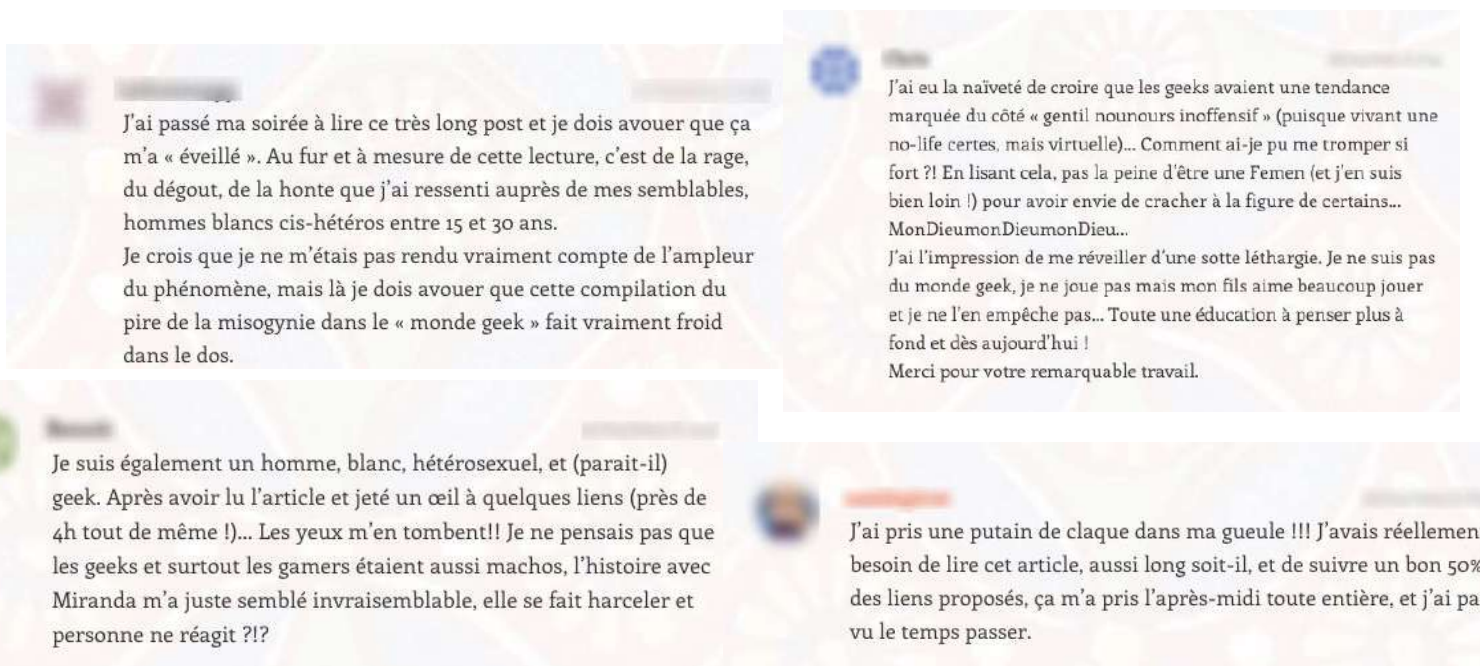 J'ai passé ma soirée à lire ce très long post et je dois avouer que ça
m'a « éveillé ». Au fur et à mesure de cette lecture, c'est de la rage,
du dégout, de la honte que j'ai ressenti auprès de mes semblables,
hommes blancs cis-hétéros entre 15 et 30 ans.
Je crois que je ne m'étais pas rendu vraiment compte de l'ampleur
du phénomène, mais là je dois avouer que cette compilation du
pire de la misogynie dans le « monde geek » fait vraiment froid
dans le dos.
J'ai eu la naïveté de croire que les geeks avaient une tendance
marquée du côté « gentil nounours inoffensif » (puisque vivant une
no-life certes, mais virtuelle)... Comment ai-je pu me tromper si
fort ?! En lisant cela, pas la peine d'être une Femen (et j'en suis
bien loin !) pour avoir envie de cracher à la figure de certains...
MonDieumonDieumonDieu...
J'ai l'impression de me réveiller d'une sotte léthargie. Je ne suis pas
du monde geek, je ne joue pas mais mon fils aime beaucoup jouer
et je ne l'en empêche pas... Toute une éducation à penser plus à
fond et dès aujourd'hui !
Merci pour votre remarquable travail.
Je suis également un homme, blanc, hétérosexuel, et (parait-il)
geek. Après avoir lu l'article et jeté un œil à quelques liens (près de
4h tout de même !)... Les yeux m'en tombent!! Je ne pensais pas que
les geeks et surtout les gamers étaient aussi machos, l'histoire avec
Miranda m'a juste semblé invraisemblable, elle se fait harceler et
personne ne réagit ?!?
J'ai pris une putain de claque dans ma gueule !!! J'avais réellemen
besoin de lire cet article, aussi long soit-il, et de suivre un bon 50%
des liens proposés, ça m'a pris l'après-midi toute entière, et j'ai pa
vu le temps passer.